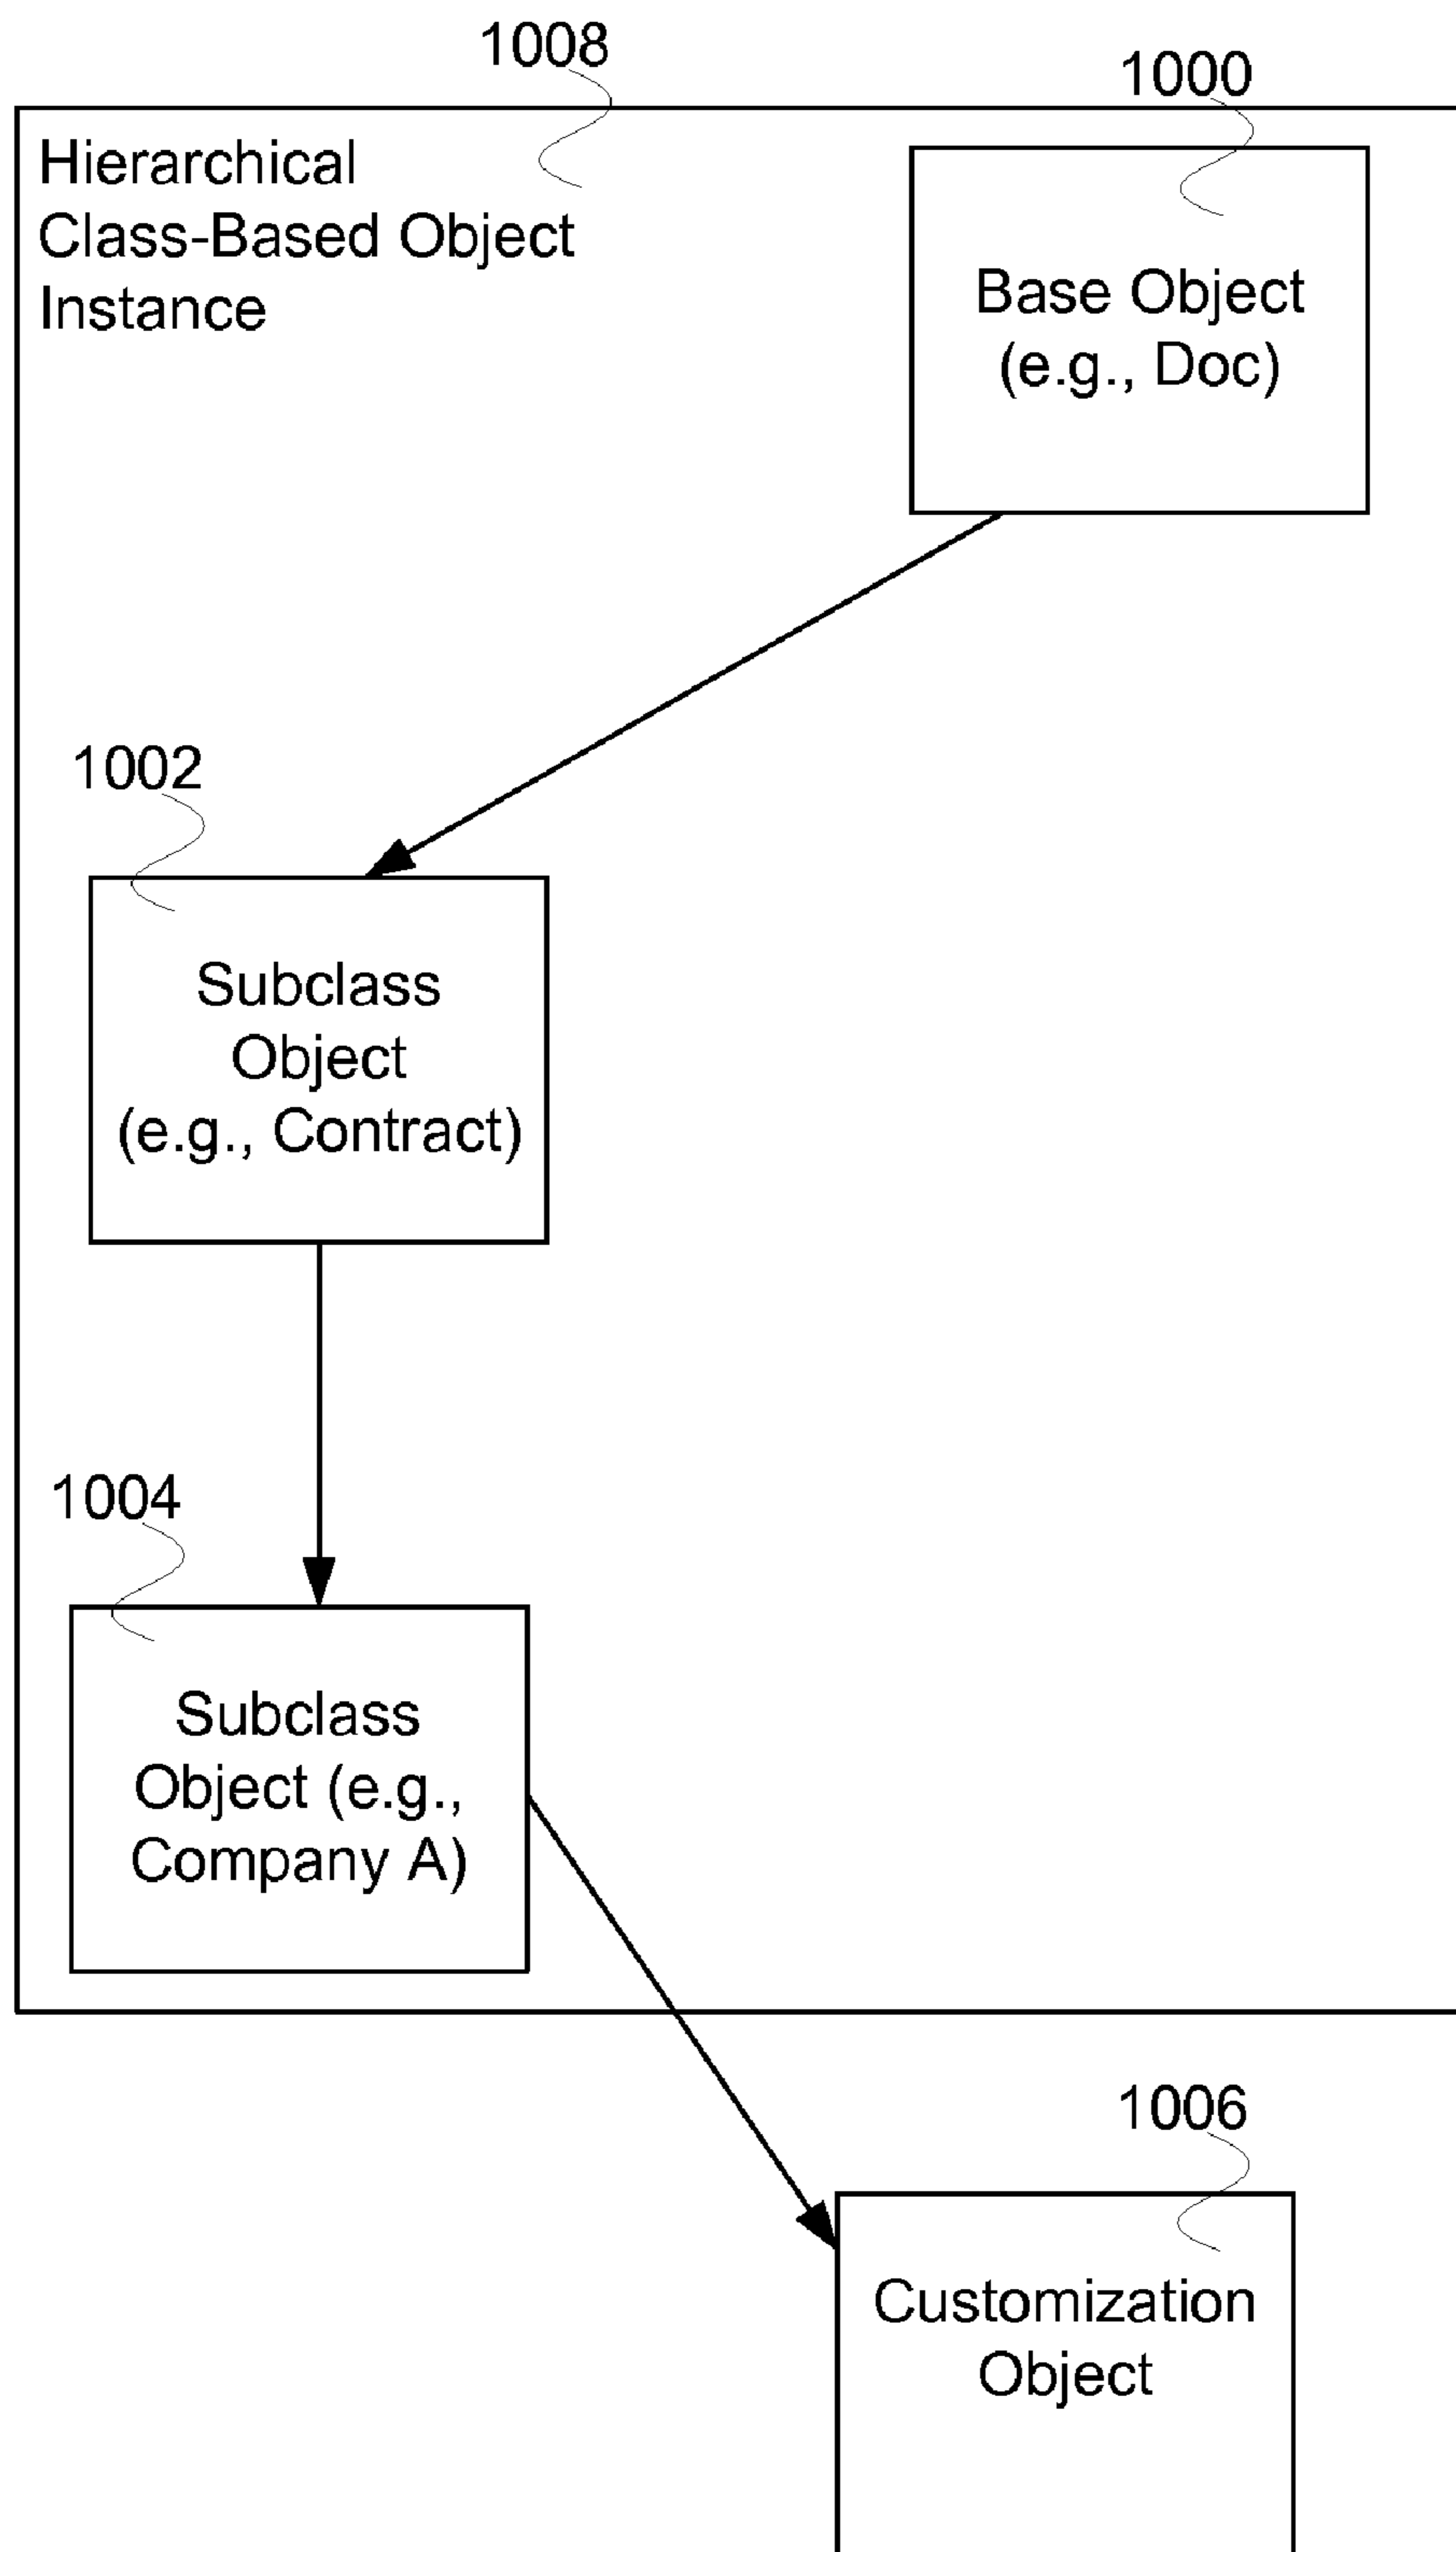 1008
1000
Hierarchical
Class-Based Object
Instance
Base Object
(e.g., Doc)
1002
Subclass
Object
(e.g., Contract)
1004
Subclass
Object (e.g.,
Company A)
1006
Customization
Object